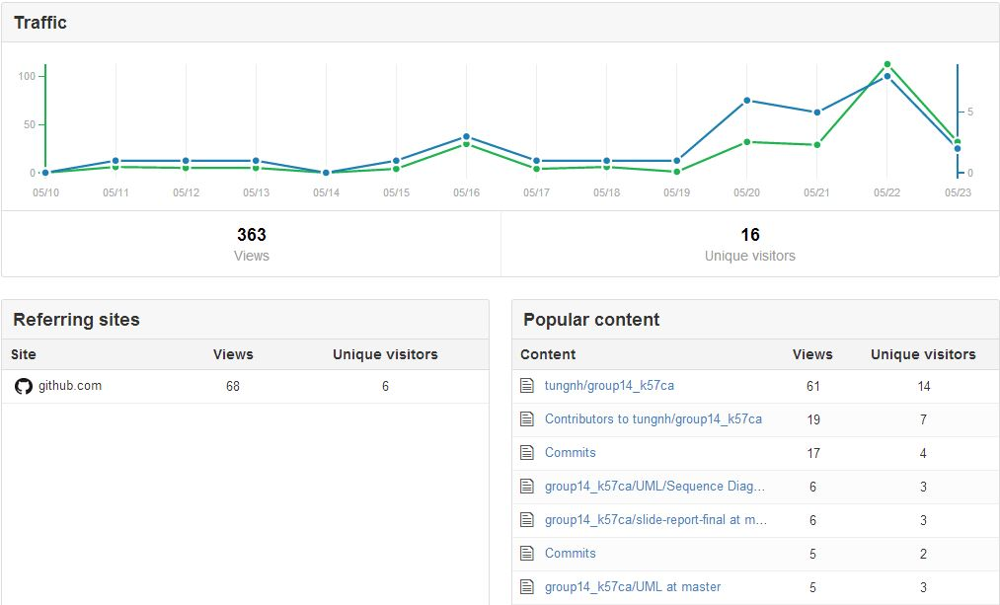 Traffic
100
50
0
5
0
05/10 05/11 05/12 05/13 05/14 05/15 05/16 05/17 05/18 05/19 05/20 05/21 05/22 05/23
363 16
Views Unique visitors
Referring sites
Site Views Unique visitors
github.com 68 6
Popular content
Content Views Unique visitors
tungnh/group14_k57ca 61 14
Contributors to tungnh/group14_k57ca 19 7
Commits 17 4
group14_k57ca/UML/Sequence Diag... 6 3
group14_k57ca/slide-report-final at m... 6 3
Commits 5 2
group14_k57ca/UML at master 5 3